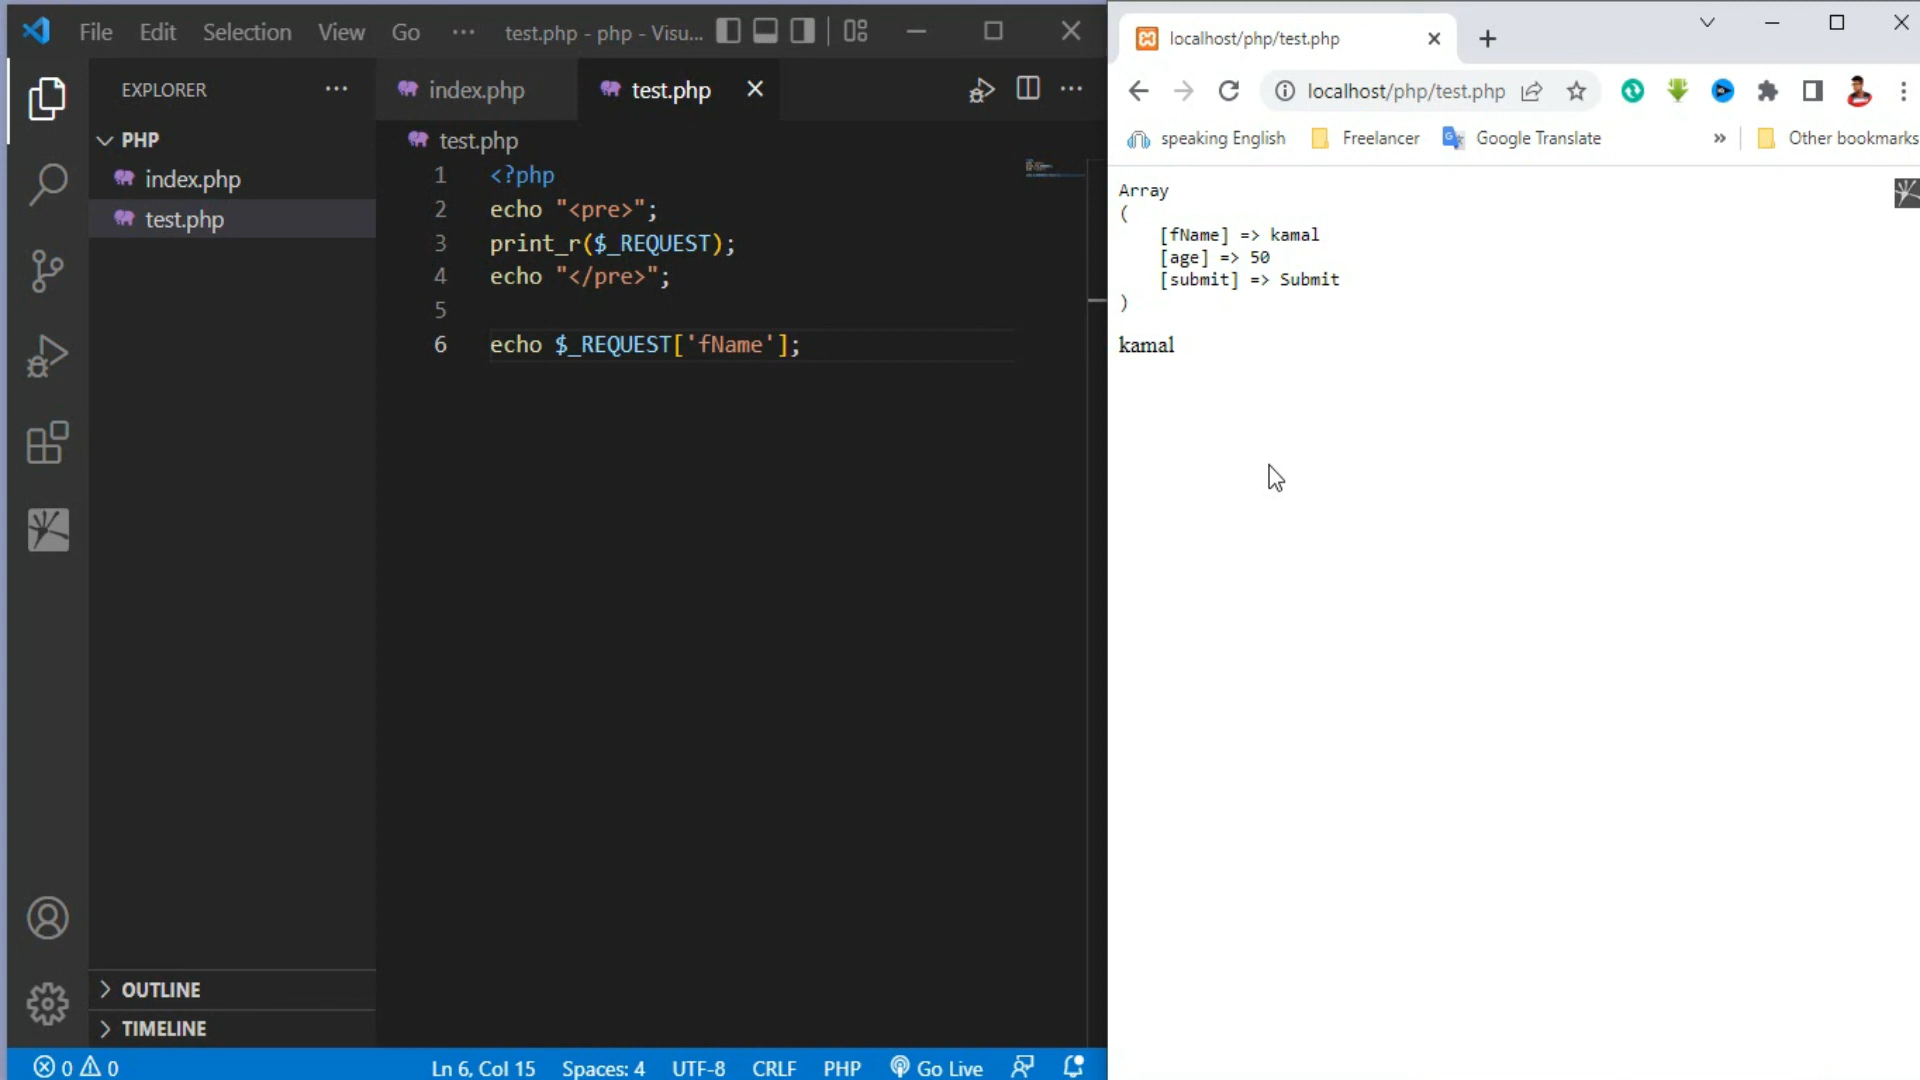 File Edit Selection View Go ··· test.php - php - Visu...
EXPLORER ···
PHP
index.php
test.php
OUTLINE
TIMELINE
index.php test.php
test.php
1 <?php
2 echo "<pre>";
3 print_r($_REQUEST);
4 echo "</pre>";
5
6 echo $_REQUEST['fName'];
0 0 Ln 6, Col 15 Spaces: 4 UTF-8 CRLF PHP Go Live
localhost/php/test.php
localhost/php/test.php
speaking English Freelancer Google Translate » Other bookmarks
Array
(
    [fName] => kamal
    [age] => 50
    [submit] => Submit
)
kamal